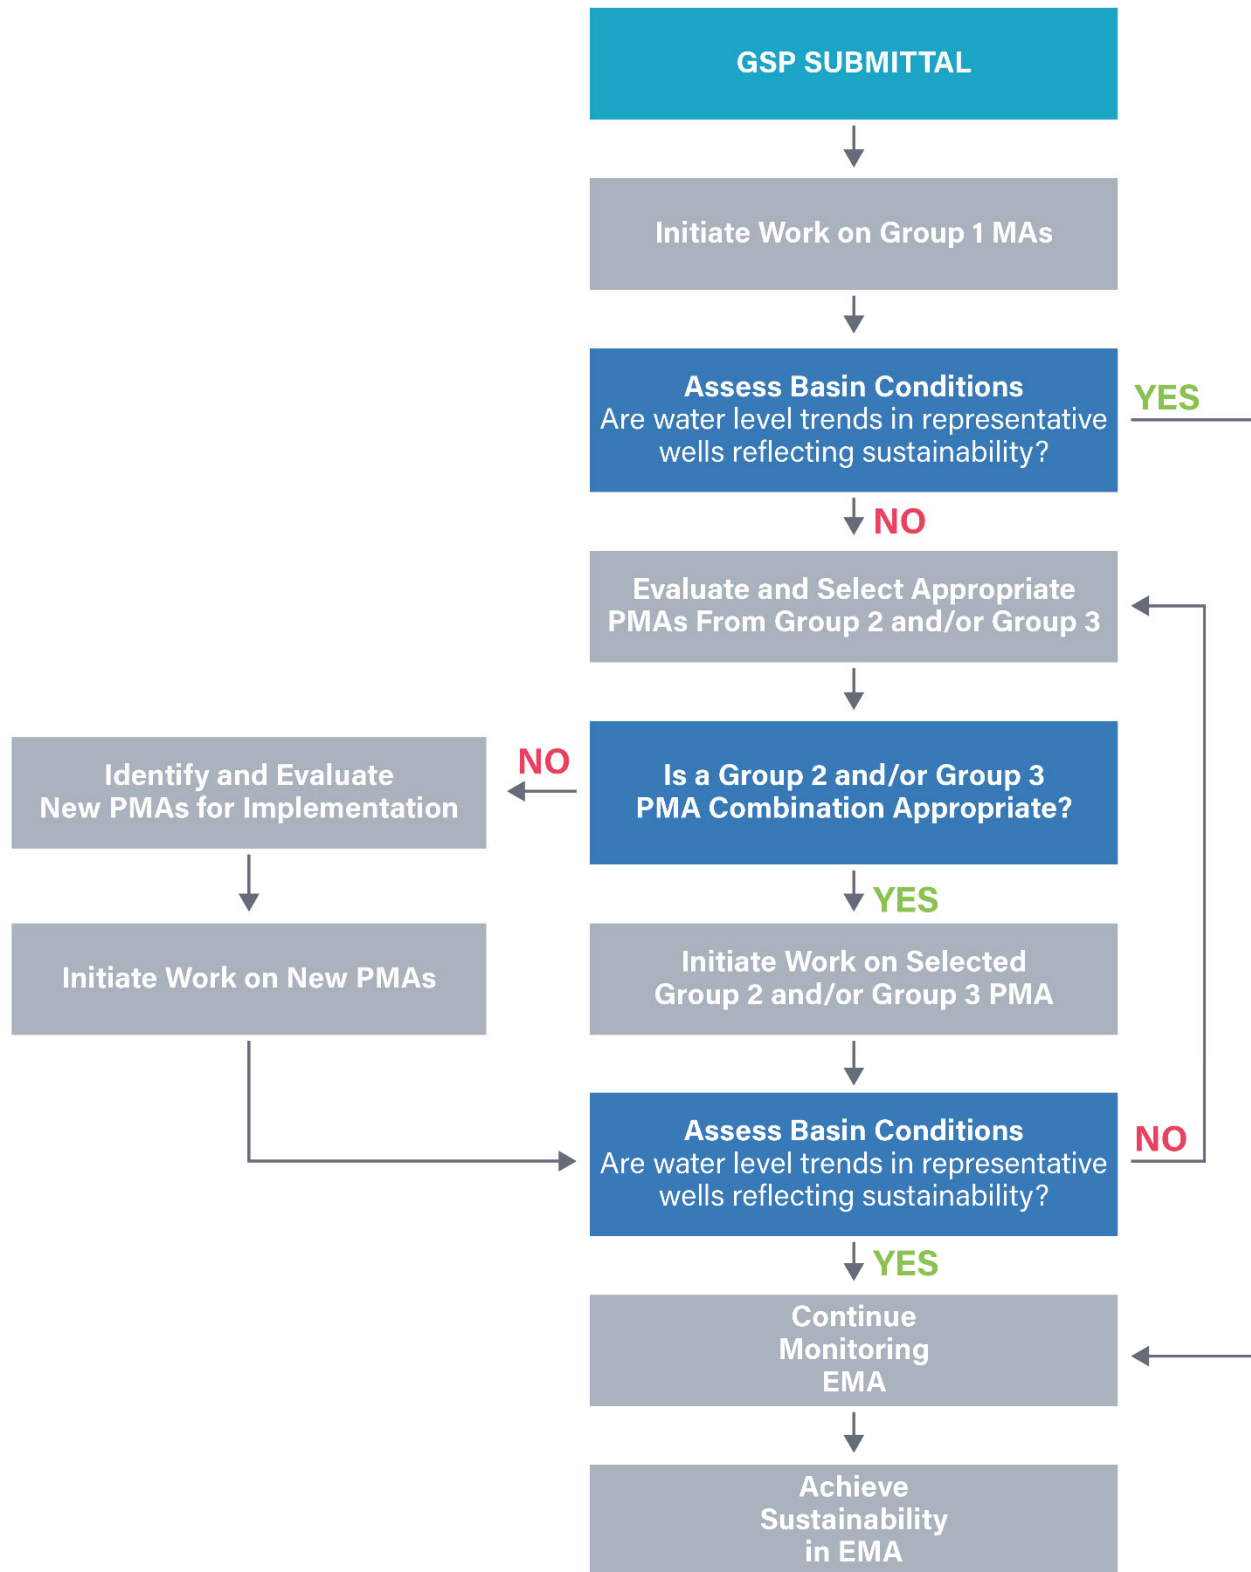 GSP SUBMITTAL
Initiate Work on Group 1 MAs
Assess Basin Conditions
Are water level trends in representative
wells reflecting sustainability?
YES
NO
Evaluate and Select Appropriate
PMAs From Group 2 and/or Group 3
Is a Group 2 and/or Group 3
PMA Combination Appropriate?
NO
Identify and Evaluate
New PMAs for Implementation
Initiate Work on New PMAs
YES
Initiate Work on Selected
Group 2 and/or Group 3 PMA
Assess Basin Conditions
Are water level trends in representative
wells reflecting sustainability?
NO
YES
Continue
Monitoring
EMA
Achieve
Sustainability
in EMA